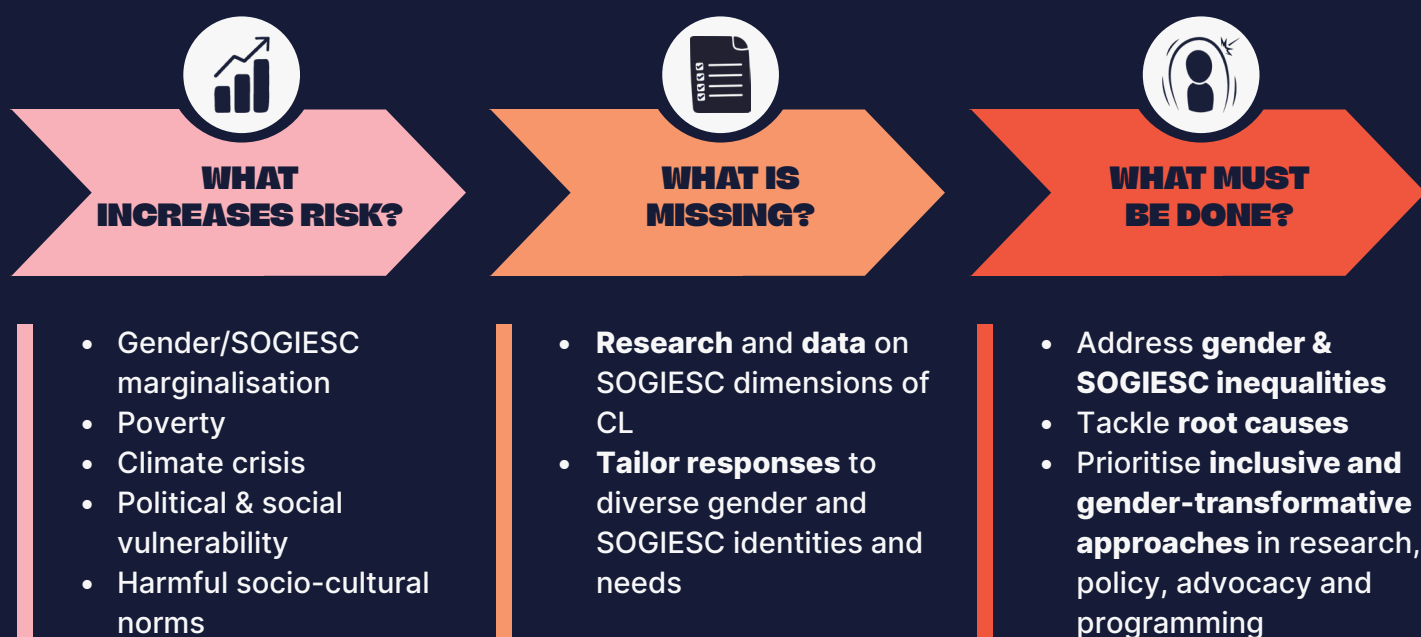 WHAT
INCREASES RISK?
• Gender/SOGIESC
marginalisation
• Poverty
• Climate crisis
• Political & social
vulnerability
• Harmful socio-cultural
norms
WHAT IS
MISSING?
• Research and data on
SOGIESC dimensions of
CL
• Tailor responses to
diverse gender and
SOGIESC identities and
needs
WHAT MUST
BE DONE?
• Address gender &
SOGIESC inequalities
• Tackle root causes
• Prioritise inclusive and
gender-transformative
approaches in research,
policy, advocacy and
programming